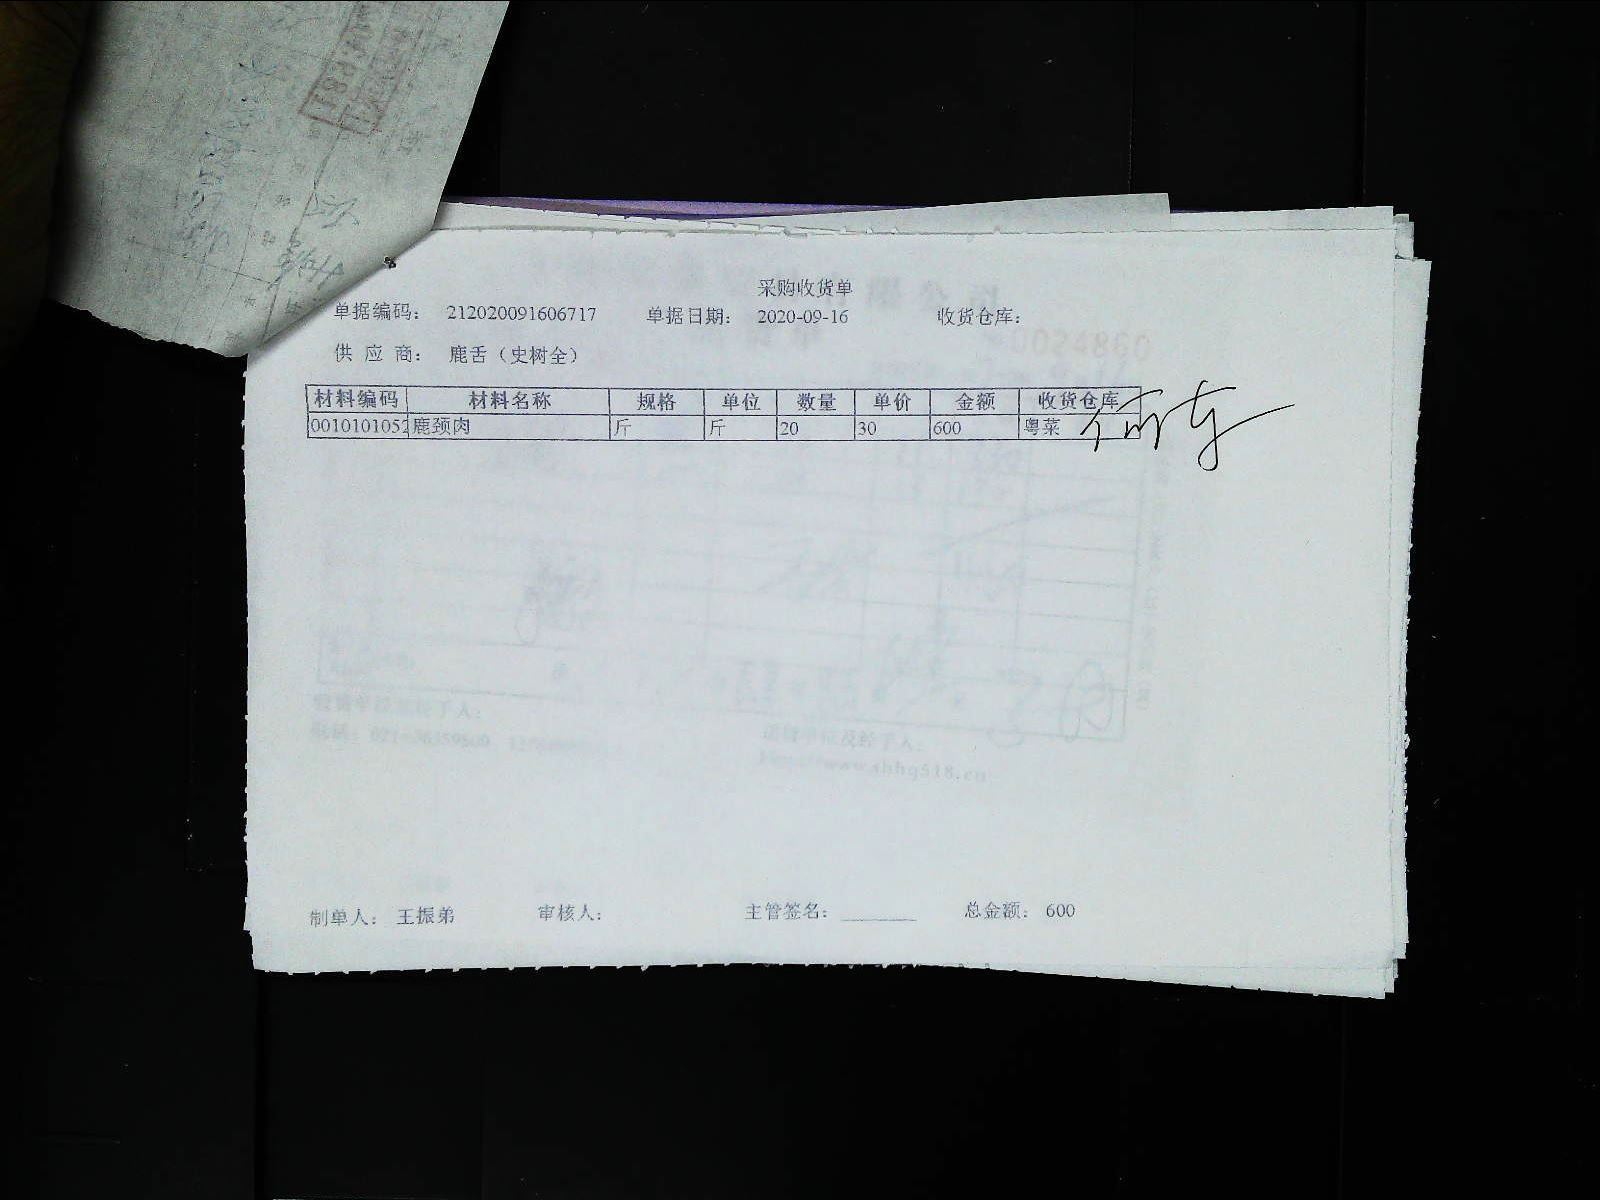 采购收货单
单据编码： 212020091606717 单据日期： 2020-09-16 收货仓库：
供 应 商： 鹿舌（史树全）
材料编码 材料名称 规格 单位 数量 单价 金额 收货仓库
0010101052 鹿颈肉 斤 斤 20 30 600 粤菜
制单人： 王振弟 审核人： 主管签名： ________ 总金额： 600